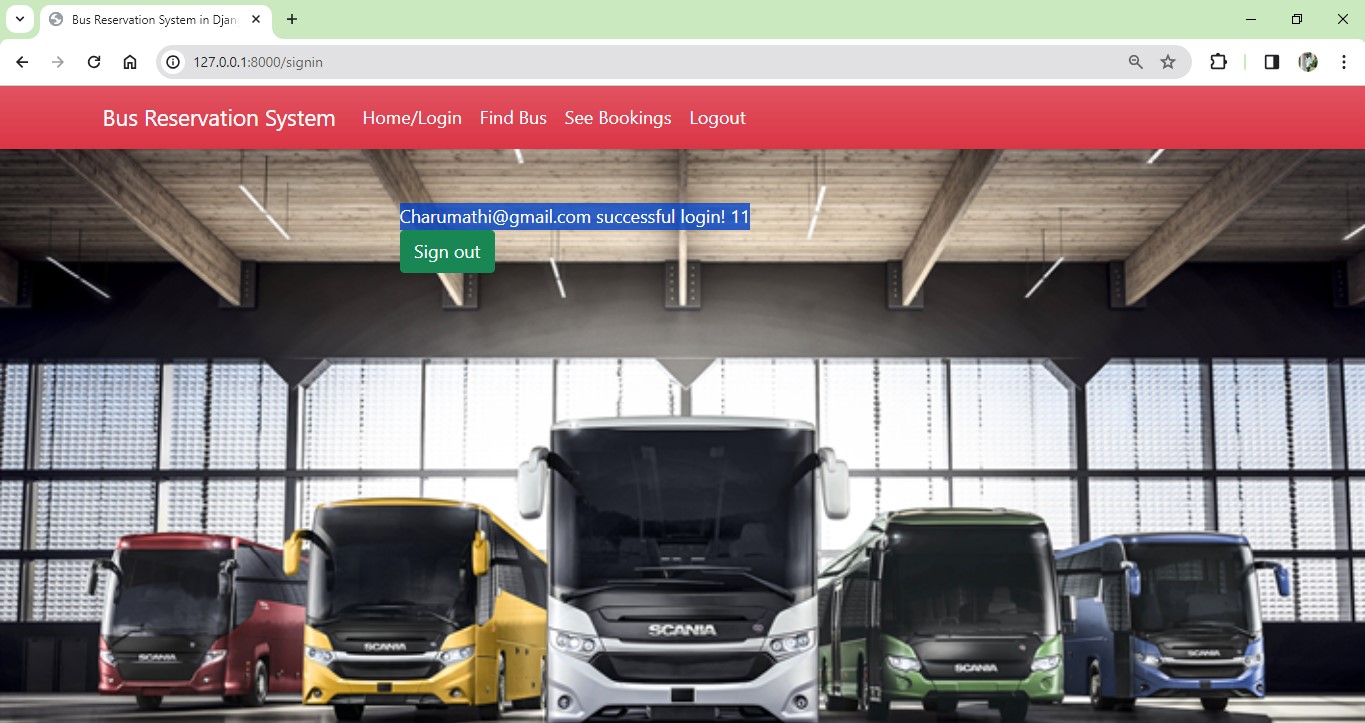 Bus Reservation System in Djan
127.0.0.1:8000/signin
Bus Reservation System Home/Login Find Bus See Bookings Logout
Charumathi@gmail.com successful login! 11
Sign out
SCANIA
SCANIA
SCANIA
SCANIA
SCANIA